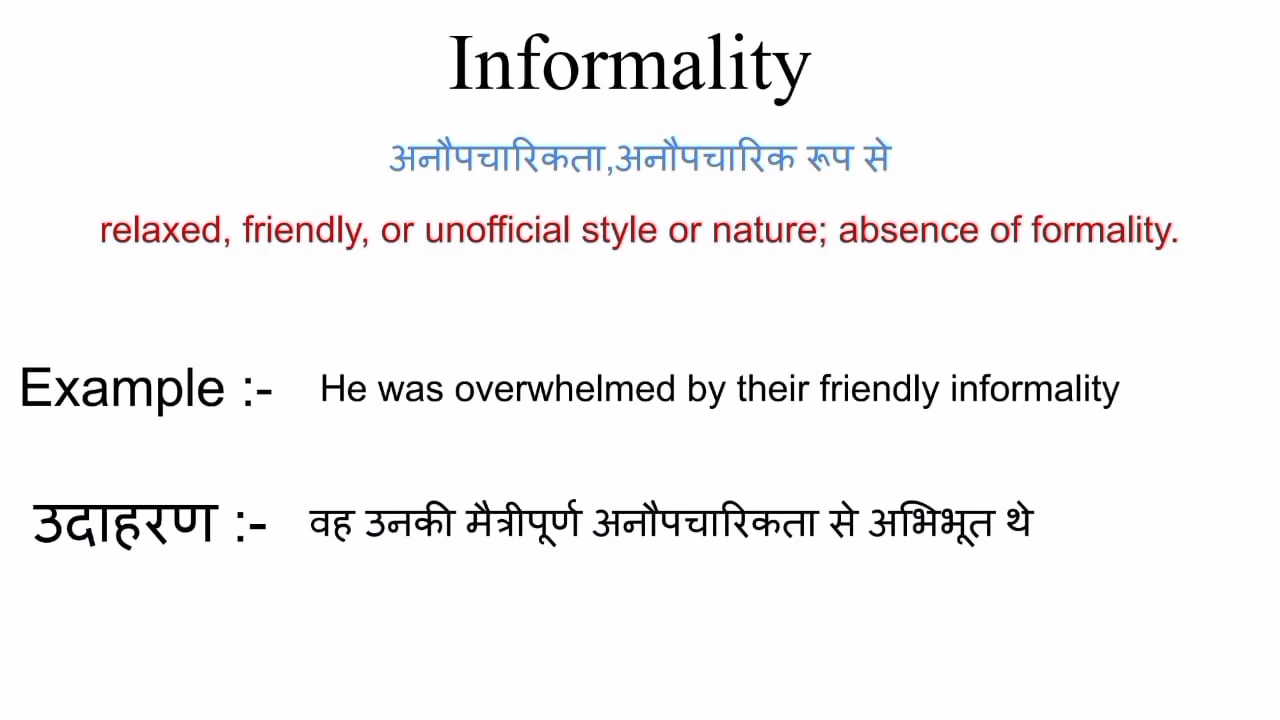 Informality
अनौपचारिकता,अनौपचारिक रूप से
relaxed, friendly, or unofficial style or nature; absence of formality.
Example :- He was overwhelmed by their friendly informality
उदाहरण :- वह उनकी मैत्रीपूर्ण अनौपचारिकता से अभिभूत थे